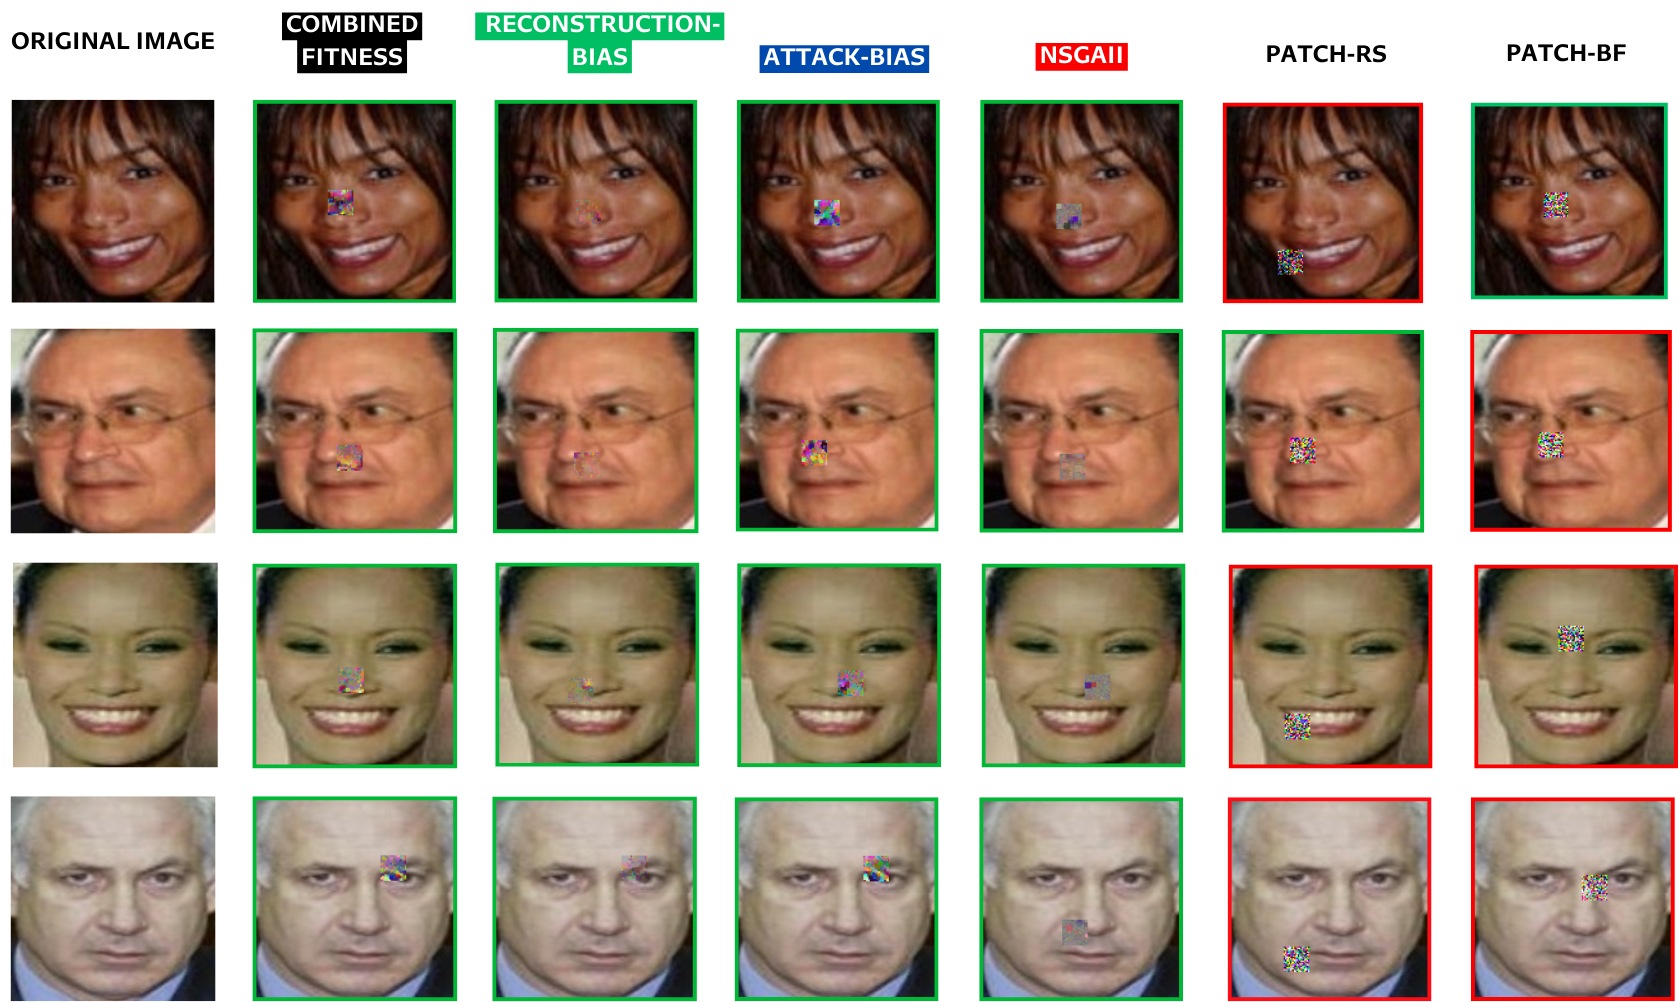 ORIGINAL IMAGE
COMBINED
FITNESS
RECONSTRUCTION-
BIAS
ATTACK-BIAS
NSGAII
PATCH-RS
PATCH-BF